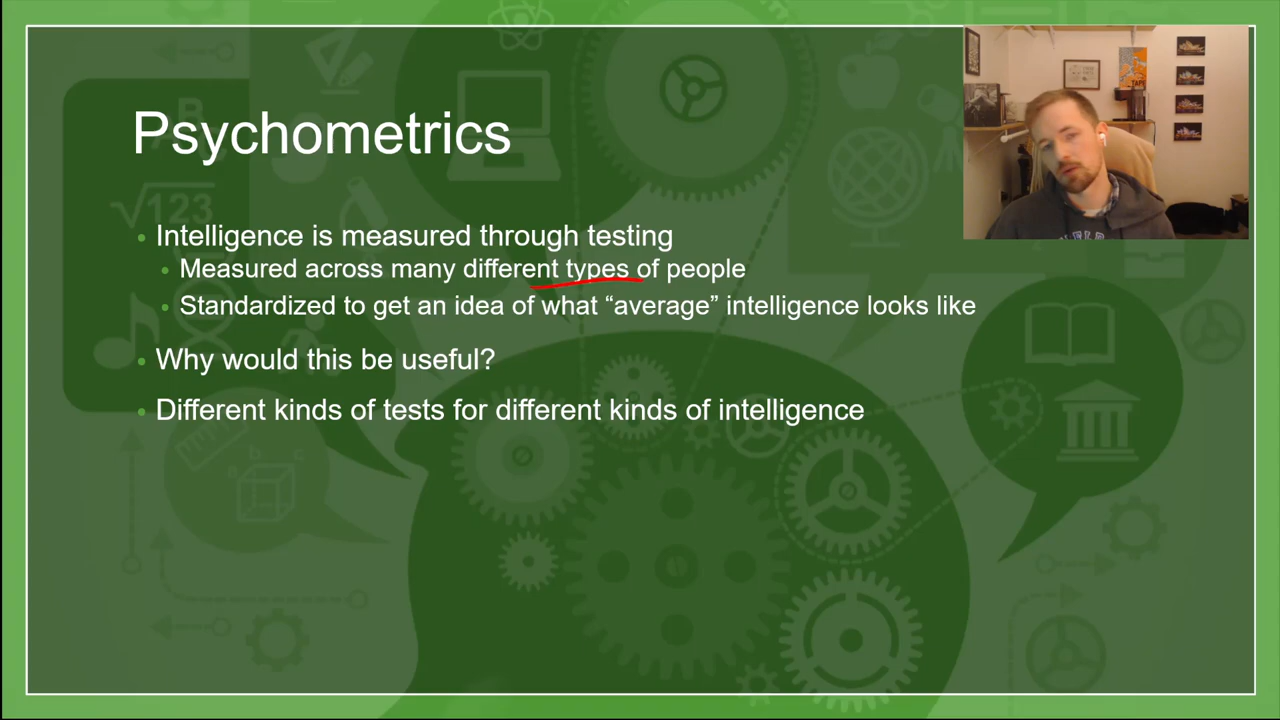 Psychometrics
Intelligence is measured through testing
Measured across many different types of people
Standardized to get an idea of what “average” intelligence looks like
Why would this be useful?
Different kinds of tests for different kinds of intelligence
√123
B
a b c